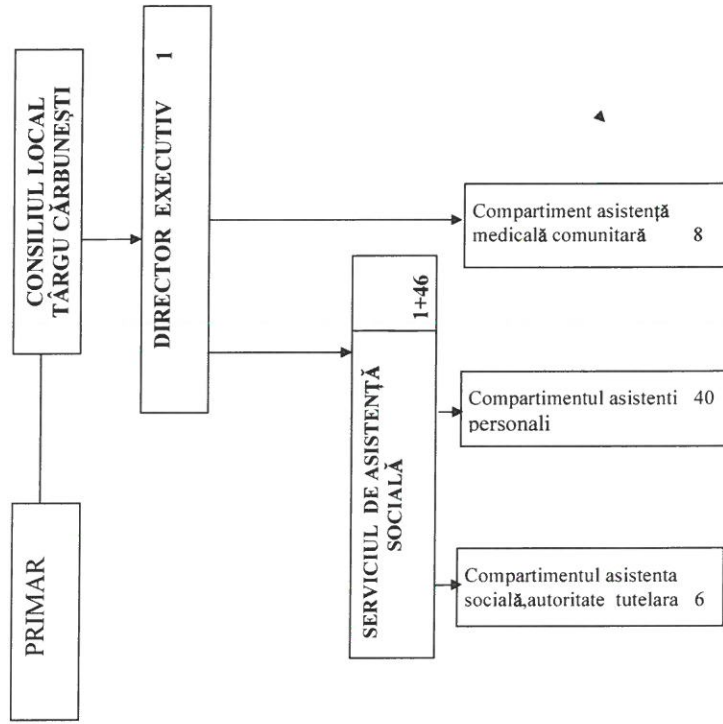 PRIMAR
CONSILIUL LOCAL
TÂRGU CĂRBUNEȘTI
DIRECTOR EXECUTIV 1
SERVICIUL DE ASISTENȚĂ
SOCIALĂ
1+46
Compartiment asistență
medicală comunitară 8
Compartimentul asistenti 40
personali
Compartimentul asistenta
socială,autoritate tutelara 6